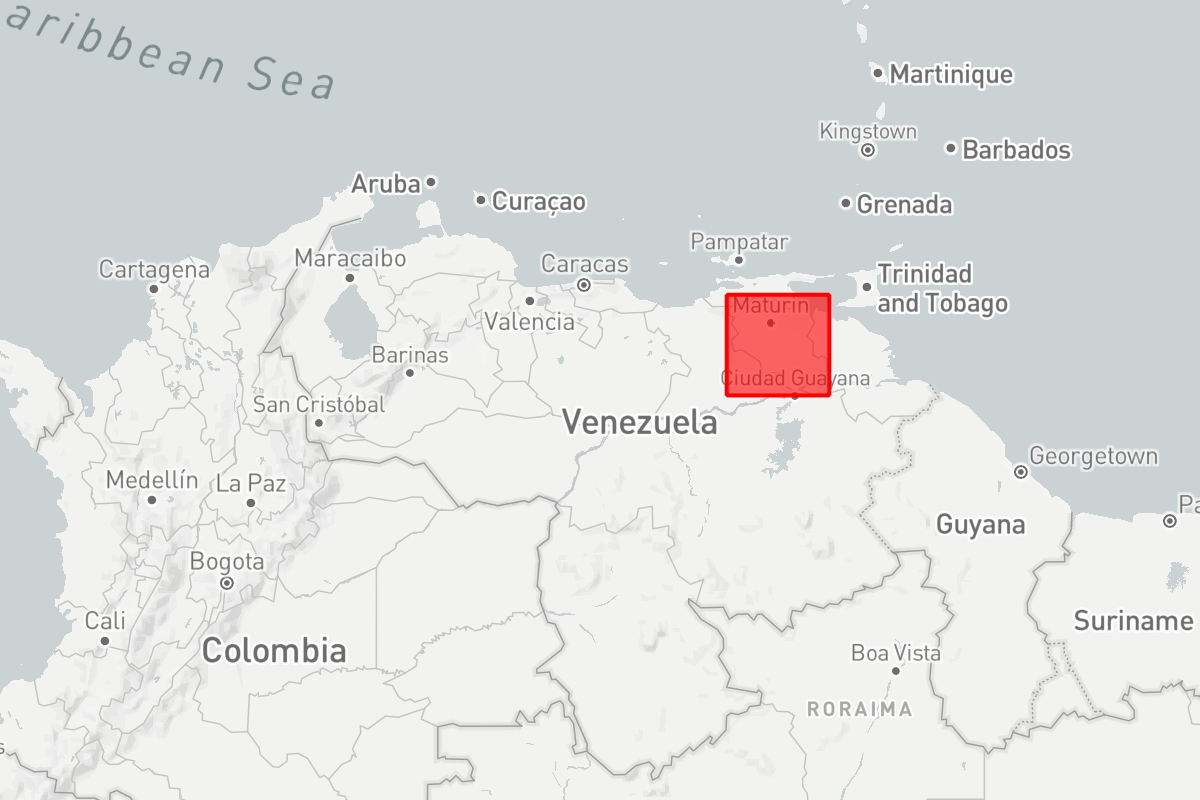 aribbean Sea
Martinique
Kingstown
Barbados
Aruba
Curaçao
Grenada
Pampatar
Maracaibo
Caracas
Cartagena
Trinidad
and Tobago
Maturín
Valencia
Barinas
Ciudad Guayana
San Cristóbal
Venezuela
Georgetown
Medellín
La Paz
Pa
Guyana
Bogota
Cali
Suriname
Colombia
Boa Vista
RORAIMA
s